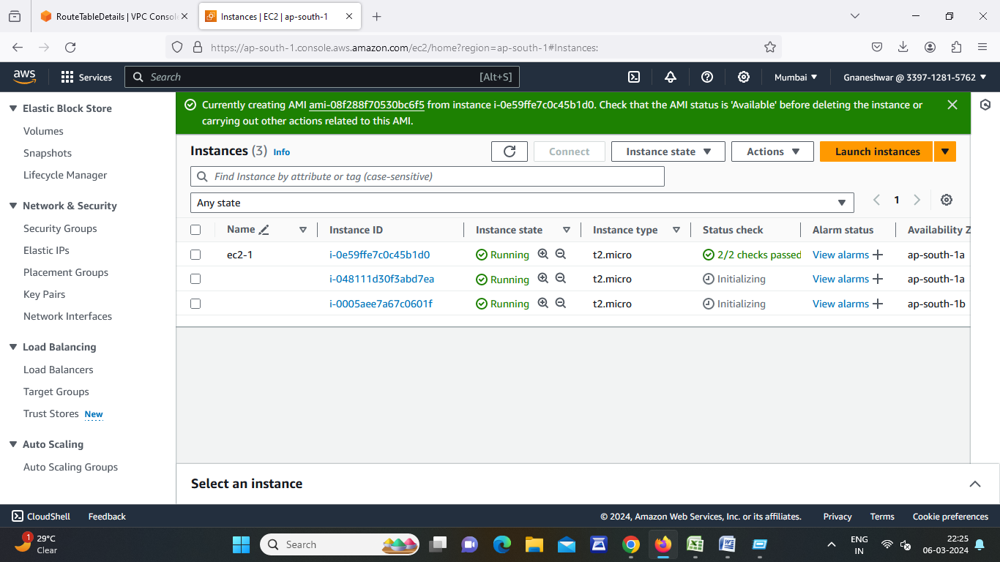 RouteTableDetails | VPC Consol
Instances | EC2 | ap-south-1
https://ap-south-1.console.aws.amazon.com/ec2/home?region=ap-south-1#Instances:
aws
Services
Search
[Alt+S]
Mumbai
Gnaneshwar @ 3397-1281-5762
Elastic Block Store
Volumes
Snapshots
Lifecycle Manager
Network & Security
Security Groups
Elastic IPs
Placement Groups
Key Pairs
Network Interfaces
Load Balancing
Load Balancers
Target Groups
Trust Stores New
Auto Scaling
Auto Scaling Groups
Currently creating AMI ami-08f288f70530bc6f5 from instance i-0e59ffe7c0c45b1d0. Check that the AMI status is 'Available' before deleting the instance or
carrying out other actions related to this AMI.
Instances (3) Info
Connect
Instance state
Actions
Launch instances
Find Instance by attribute or tag (case-sensitive)
Any state
1
Name Instance ID Instance state Instance type Status check Alarm status Availability Z
ec2-1 i-0e59ffe7c0c45b1d0 Running t2.micro 2/2 checks passed View alarms ap-south-1a
i-048111d30f3abd7ea Running t2.micro Initializing View alarms ap-south-1a
i-0005aee7a67c0601f Running t2.micro Initializing View alarms ap-south-1b
Select an instance
CloudShell Feedback © 2024, Amazon Web Services, Inc. or its affiliates. Privacy Terms Cookie preferences
1
29°C
Clear
Search
ENG
IN
22:25
06-03-2024